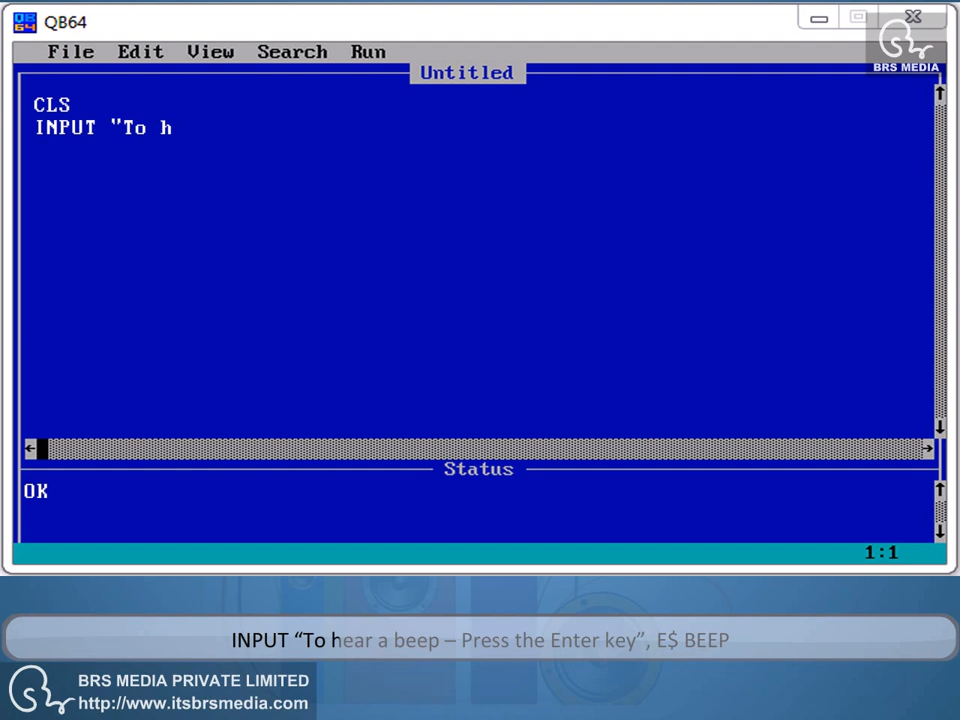 QB64
File Edit View Search Run
BRS MEDIA
Untitled
CLS
INPUT "To h
Status
OK
1:1
INPUT “To hear a beep – Press the Enter key”, E$ BEEP
BRS MEDIA PRIVATE LIMITED
http://www.itsbrsmedia.com